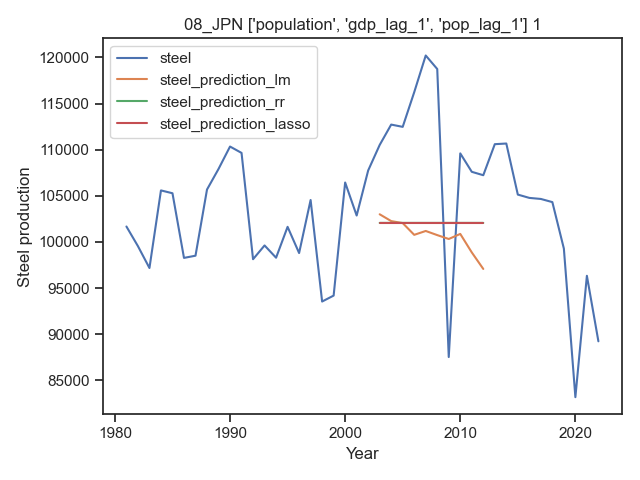 08_JPN ['population', 'gdp_lag_1', 'pop_lag_1'] 1
steel
steel_prediction_lm
steel_prediction_rr
steel_prediction_lasso
120000
115000
110000
105000
100000
95000
90000
85000
Steel production
1980
1990
2000
2010
2020
Year